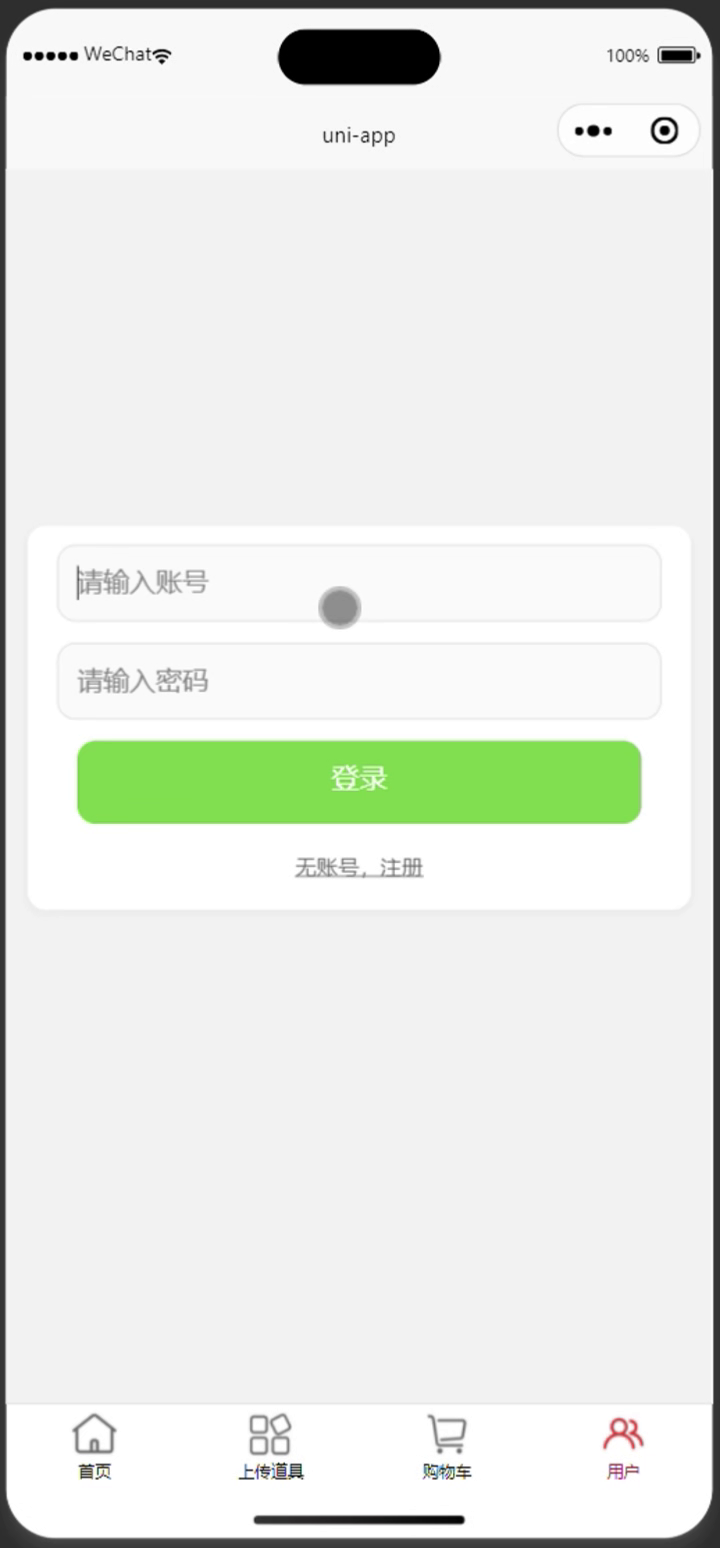 WeChat
100%
uni-app
请输入账号
请输入密码
登录
无账号，注册
首页
上传道具
购物车
用户